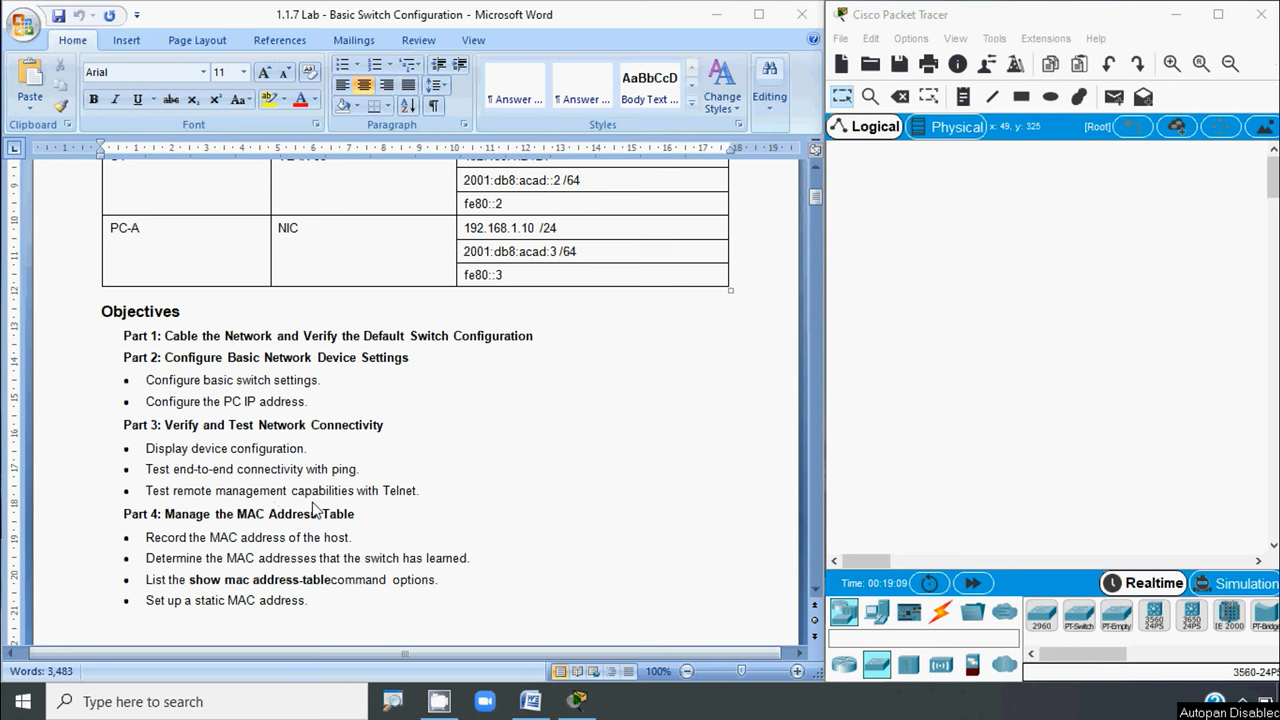 1.1.7 Lab - Basic Switch Configuration - Microsoft Word
Home Insert Page Layout References Mailings Review View
Paste
Clipboard
Arial 11
B I U abc x₂ x² Aa
Font
Paragraph
¶ Answer ... ¶ Answer ... AaBbCcD Body Text ...
Change Styles
Styles
Editing
2001:db8:acad::2 /64
fe80::2
PC-A NIC 192.168.1.10 /24
2001:db8:acad:3 /64
fe80::3
Objectives
Part 1: Cable the Network and Verify the Default Switch Configuration
Part 2: Configure Basic Network Device Settings
Configure basic switch settings.
Configure the PC IP address.
Part 3: Verify and Test Network Connectivity
Display device configuration.
Test end-to-end connectivity with ping.
Test remote management capabilities with Telnet.
Part 4: Manage the MAC Address Table
Record the MAC address of the host.
Determine the MAC addresses that the switch has learned.
List the show mac address-tablecommand options.
Set up a static MAC address.
Words: 3,483
100%
Type here to search
Cisco Packet Tracer
File Edit Options View Tools Extensions Help
Logical Physical x: 49, y: 325 [Root]
Time: 00:19:09
Realtime Simulation
2960 PT-Switch PT-Empty 3560 24PS 3650 24PS IE 2000 PT-Bridg
3560-24PS
Autopan Disabled